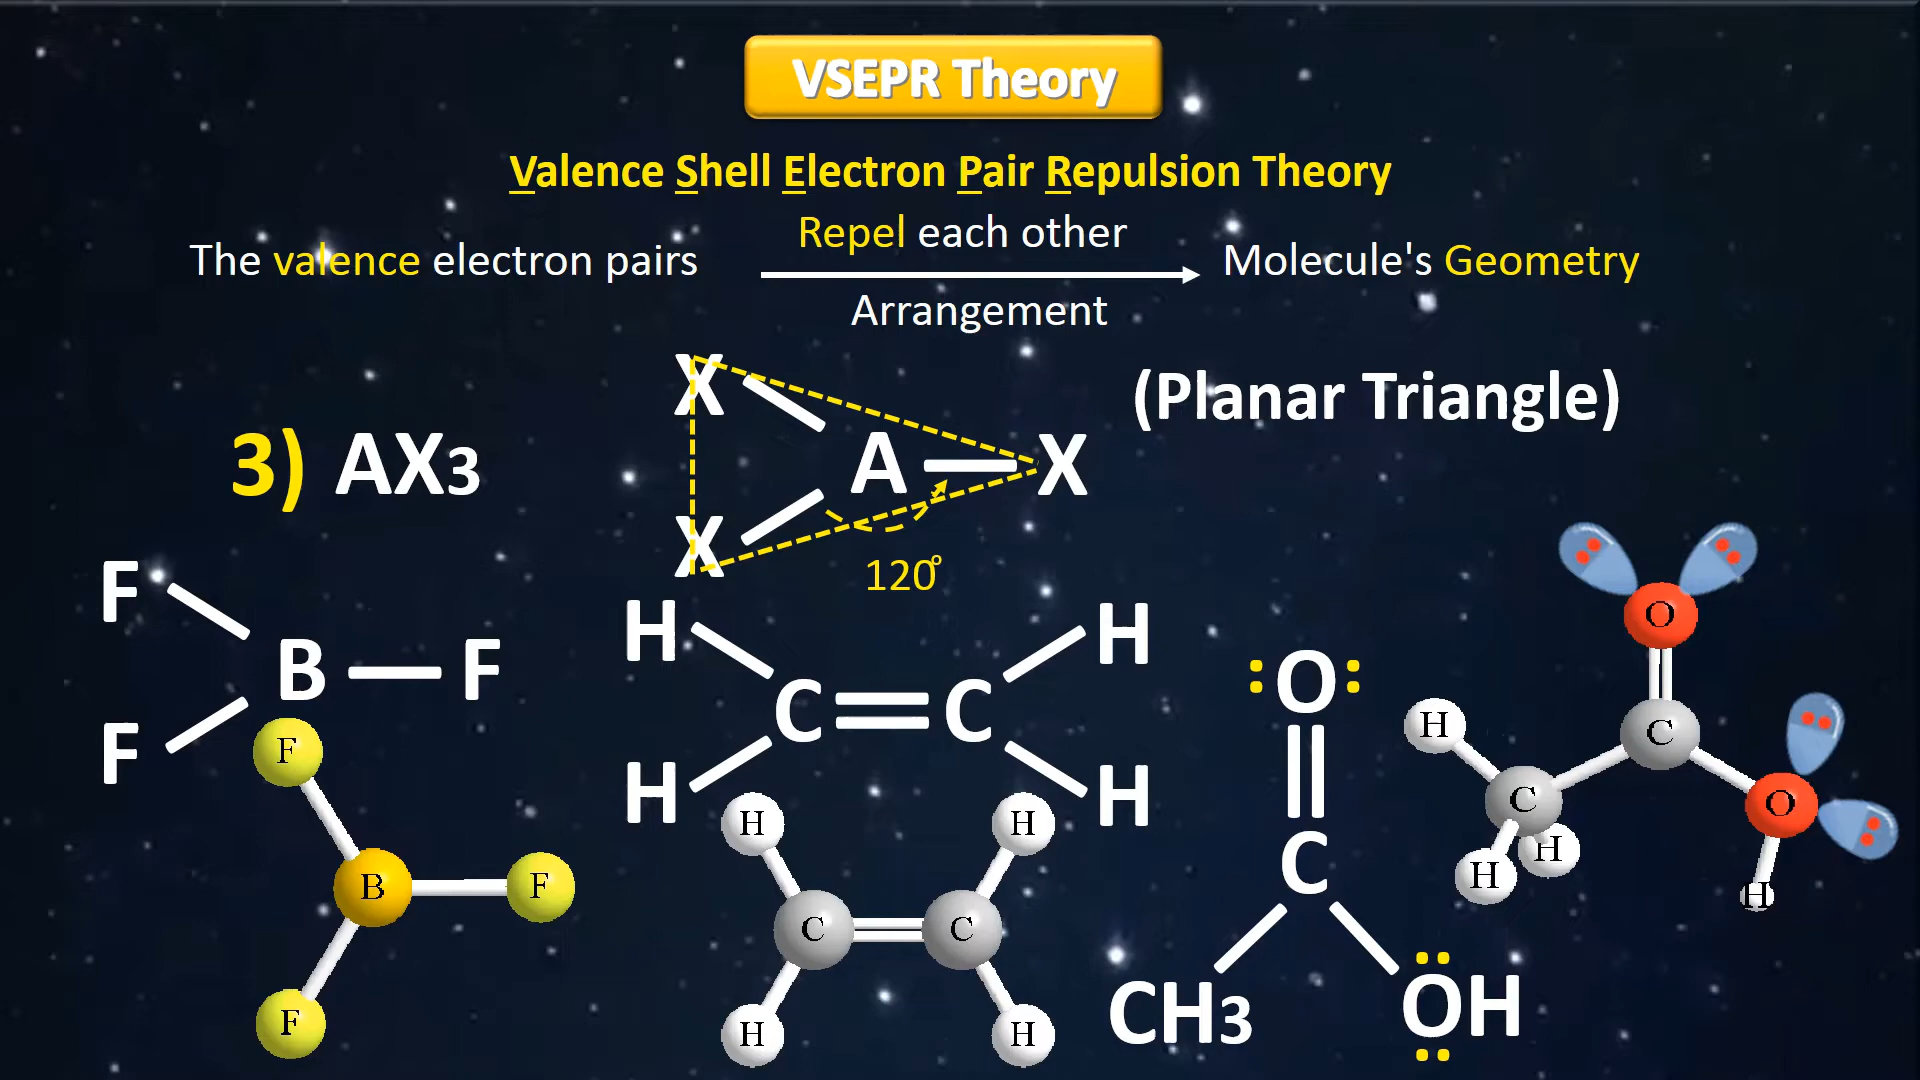 VSEPR Theory
Valence Shell Electron Pair Repulsion Theory
The valence electron pairs
Repel each other
Arrangement
Molecule's Geometry
(Planar Triangle)
3) AX3
X
A X
X
120°
F
B F
F
F
B F
F
H H
C C
H H
H H
C C
H H
:O:
C
CH3 OH
O
H C
C O
H H H